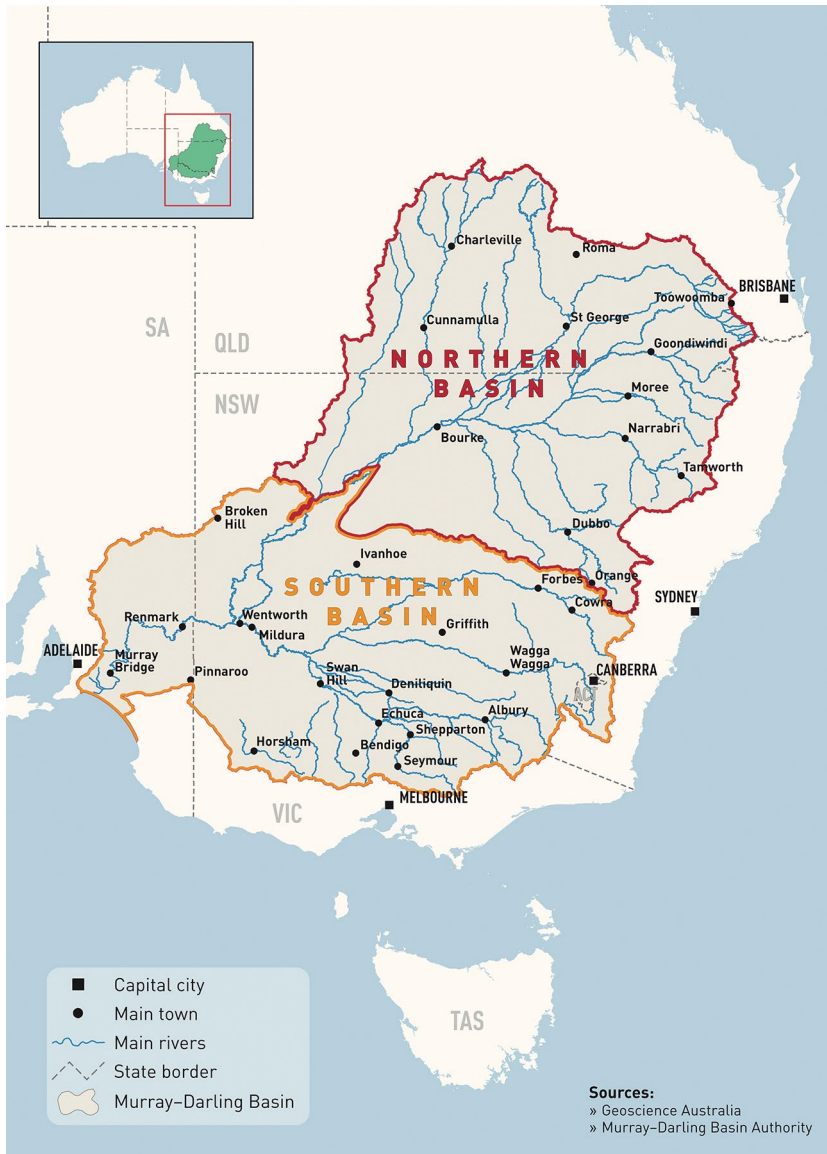 Charleville
Roma
BRISBANE
Toowoomba
SA
QLD
Cunnamulla
St George
Goondiwindi
NORTHERN
BASIN
NSW
Moree
Bourke
Narrabri
Tamworth
Broken
Hill
Dubbo
Ivanhoe
SOUTHERN
BASIN
Forbes
Orange
Cowra
SYDNEY
Renmark
Wentworth
Mildura
Griffith
ADELAIDE
Murray
Bridge
Pinnaroo
Swan
Hill
Wagga
Wagga
CANBERRA
ACT
Deniliquin
Echuca
Albury
Shepparton
Horsham
Bendigo
Seymour
MELBOURNE
VIC
TAS
Capital city
Main town
Main rivers
State border
Murray–Darling Basin
Sources:
» Geoscience Australia
» Murray–Darling Basin Authority